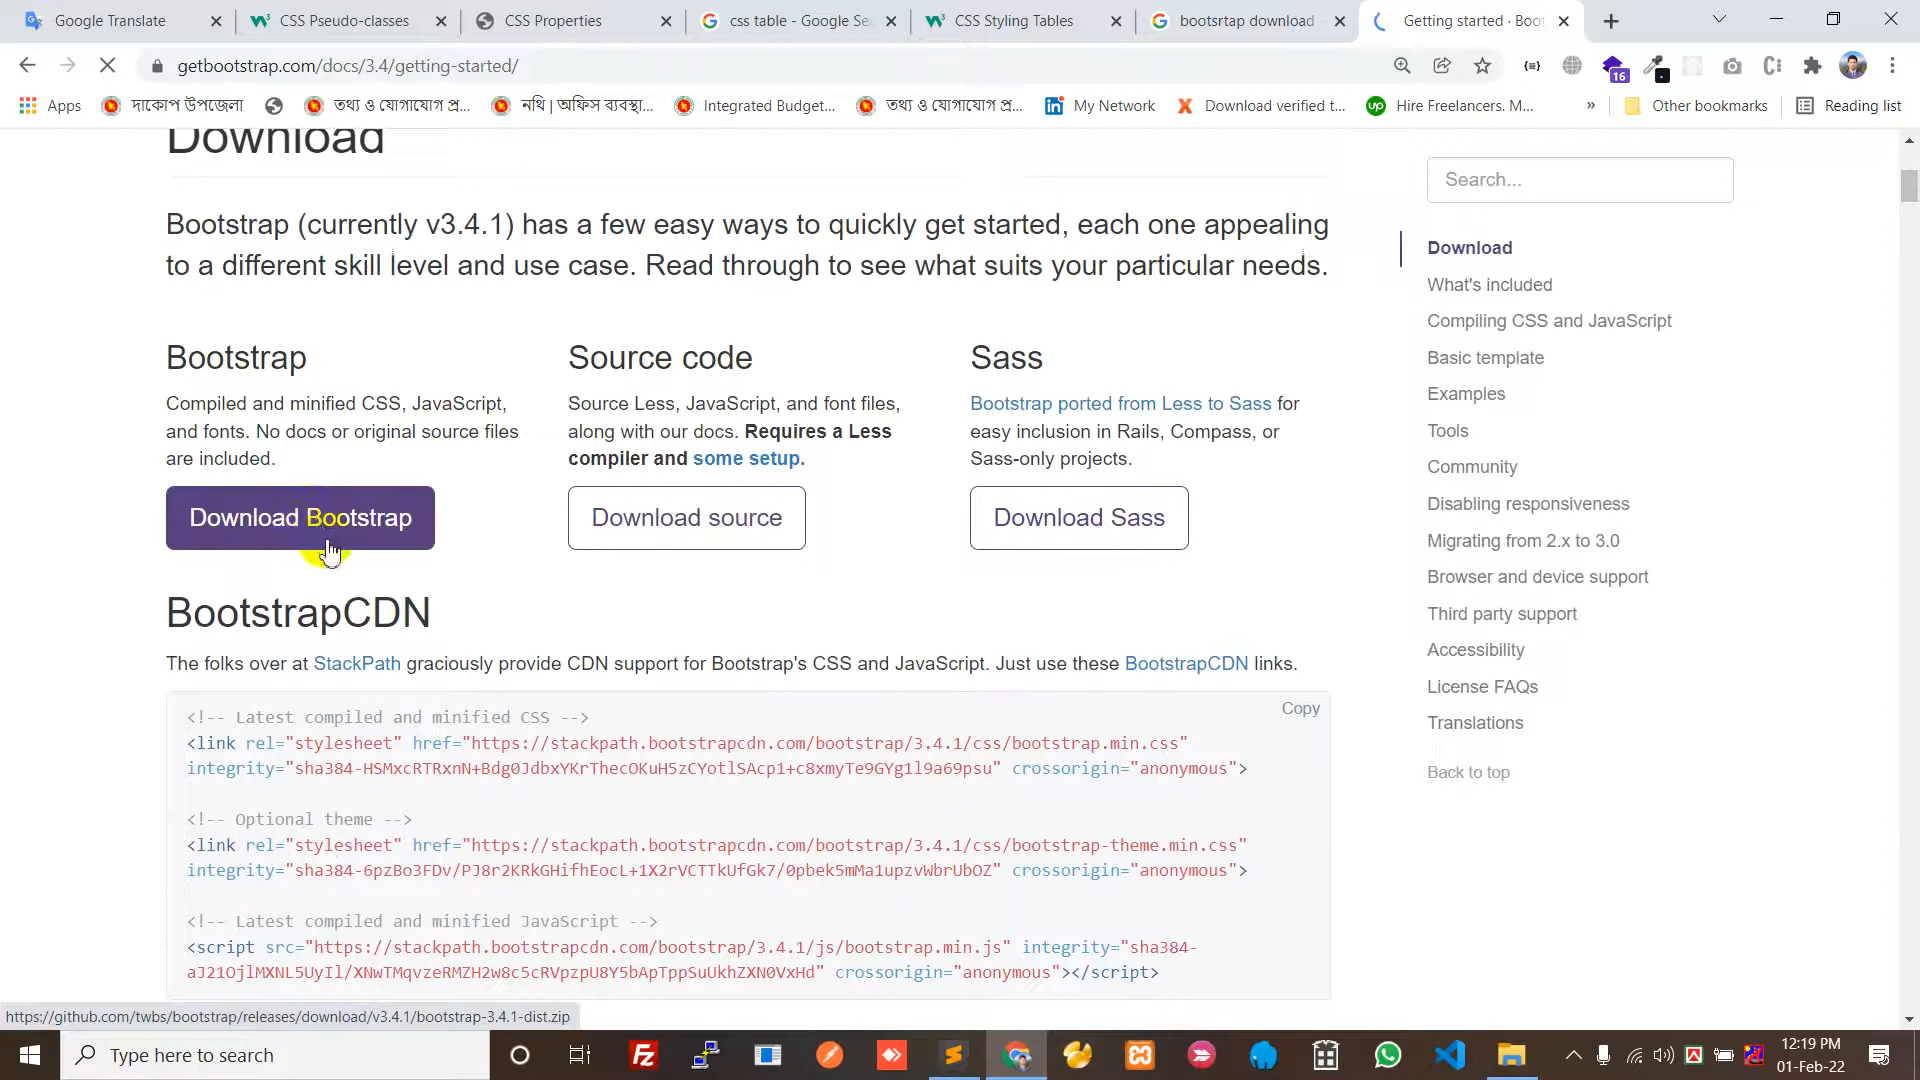 Google Translate
CSS Pseudo-classes
CSS Properties
css table - Google Se
CSS Styling Tables
bootsrtap download
Getting started · Boo
getbootstrap.com/docs/3.4/getting-started/
16
Apps
দাকোপ উপজেলা
তথ্য ও যোগাযোগ প্র...
নথি | অফিস ব্যবস্থা...
Integrated Budget...
তথ্য ও যোগাযোগ প্র...
My Network
Download verified t...
Hire Freelancers. M...
»
Other bookmarks
Reading list
Download
Bootstrap (currently v3.4.1) has a few easy ways to quickly get started, each one appealing
to a different skill level and use case. Read through to see what suits your particular needs.
Bootstrap
Compiled and minified CSS, JavaScript,
and fonts. No docs or original source files
are included.
Download Bootstrap
Source code
Source Less, JavaScript, and font files,
along with our docs. Requires a Less
compiler and some setup.
Download source
Sass
Bootstrap ported from Less to Sass for
easy inclusion in Rails, Compass, or
Sass-only projects.
Download Sass
BootstrapCDN
The folks over at StackPath graciously provide CDN support for Bootstrap's CSS and JavaScript. Just use these BootstrapCDN links.
Copy
<!-- Latest compiled and minified CSS -->
<link rel="stylesheet" href="https://stackpath.bootstrapcdn.com/bootstrap/3.4.1/css/bootstrap.min.css"
integrity="sha384-HSMxcRTRxnN+Bdg0JdbxYKrThecOKuH5zCYotlSAcp1+c8xmyTe9GYg1l9a69psu" crossorigin="anonymous">
<!-- Optional theme -->
<link rel="stylesheet" href="https://stackpath.bootstrapcdn.com/bootstrap/3.4.1/css/bootstrap-theme.min.css"
integrity="sha384-6pzBo3FDv/PJ8r2KRkGHifhEocL+1X2rVCTTkUfGk7/0pbek5mMa1upzvWbrUbOZ" crossorigin="anonymous">
<!-- Latest compiled and minified JavaScript -->
<script src="https://stackpath.bootstrapcdn.com/bootstrap/3.4.1/js/bootstrap.min.js" integrity="sha384-
aJ21OjlMXNL5UyIl/XNwTMqvzeRMZH2w8c5cRVpzpU8Y5bApTppSuUkhZXN0VxHd" crossorigin="anonymous"></script>
Search...
Download
What's included
Compiling CSS and JavaScript
Basic template
Examples
Tools
Community
Disabling responsiveness
Migrating from 2.x to 3.0
Browser and device support
Third party support
Accessibility
License FAQs
Translations
Back to top
https://github.com/twbs/bootstrap/releases/download/v3.4.1/bootstrap-3.4.1-dist.zip
Type here to search
12:19 PM
01-Feb-22